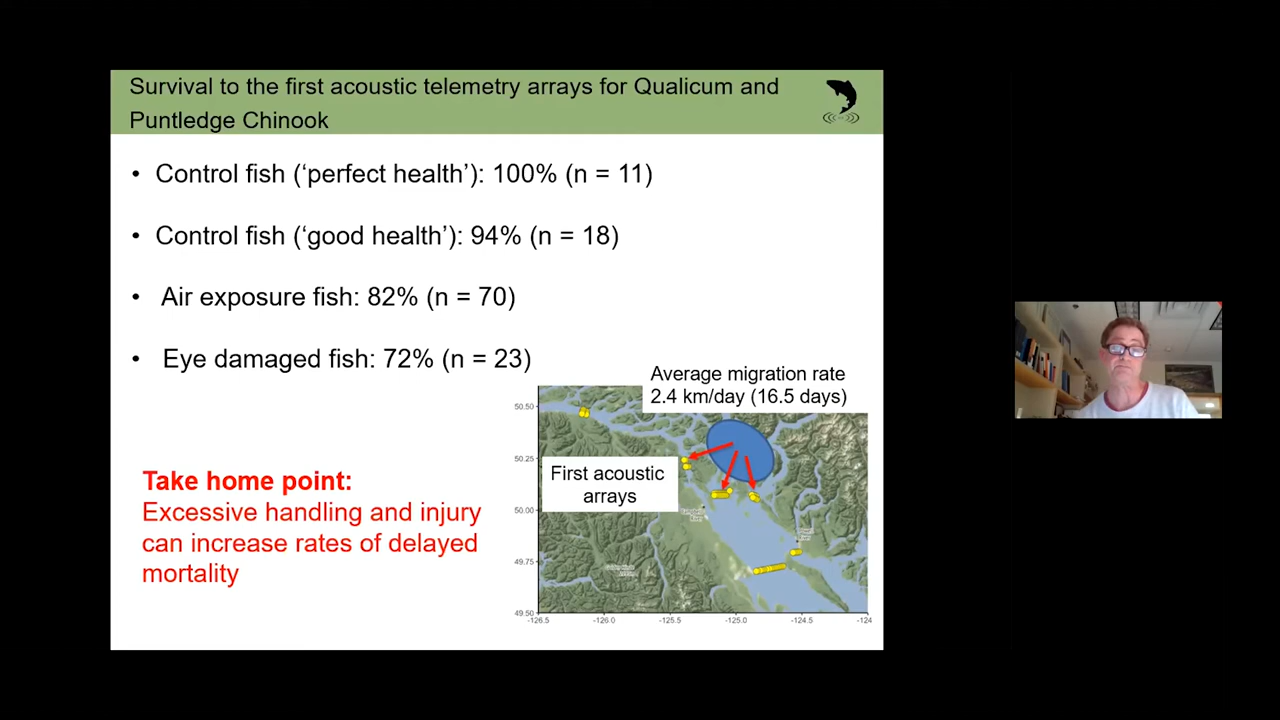 Survival to the first acoustic telemetry arrays for Qualicum and
Puntledge Chinook
• Control fish (‘perfect health’): 100% (n = 11)
• Control fish (‘good health’): 94% (n = 18)
• Air exposure fish: 82% (n = 70)
• Eye damaged fish: 72% (n = 23)
Average migration rate
2.4 km/day (16.5 days)
Take home point:
Excessive handling and injury
can increase rates of delayed
mortality
First acoustic
arrays
50.50
50.25
50.00
49.75
49.50
-126.5 -126.0 -125.5 -125.0 -124.5 -124